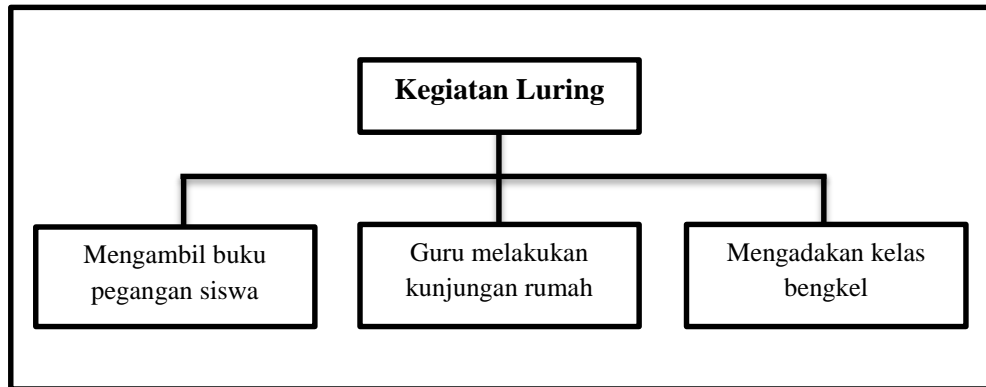 Kegiatan Luring
Mengambil buku
pegangan siswa
Guru melakukan
kunjungan rumah
Mengadakan kelas
bengkel